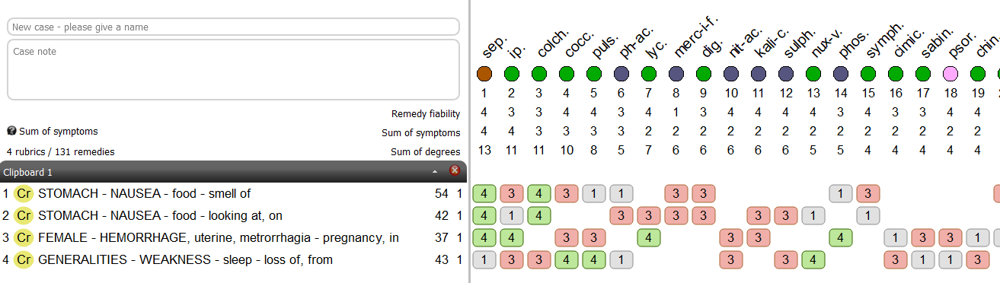 New case - please give a name
Case note
sep. ip. colch. cocc. puls. ph-ac. lyc. merc-i-f. dig. nit-ac. kali-c. sulph. nux-v. phos. symph. cimic. sabin. psor. chin.
1 2 3 4 5 6 7 8 9 10 11 12 13 14 15 16 17 18 19
Remedy fiability 4 3 3 4 4 3 4 1 3 4 4 4 4 3 4 3 3 4 4
? Sum of symptoms Sum of symptoms 4 4 3 3 3 3 2 2 2 2 2 2 2 2 2 2 2 2 2
4 rubrics / 131 remedies Sum of degrees 13 11 11 10 8 5 7 6 6 6 6 6 5 5 4 4 4 4 4
Clipboard 1
1 Cr STOMACH - NAUSEA - food - smell of 54 1 4 3 4 3 1 1 3 3 1 3
2 Cr STOMACH - NAUSEA - food - looking at, on 42 1 4 1 4 3 3 3 3 3 3 1 1
3 Cr FEMALE - HEMORRHAGE, uterine, metrorrhagia - pregnancy, in 37 1 4 4 3 3 4 3 3 4 1 3 3 1
4 Cr GENERALITIES - WEAKNESS - sleep - loss of, from 43 1 1 3 3 4 4 1 3 3 4 3 1 1 3